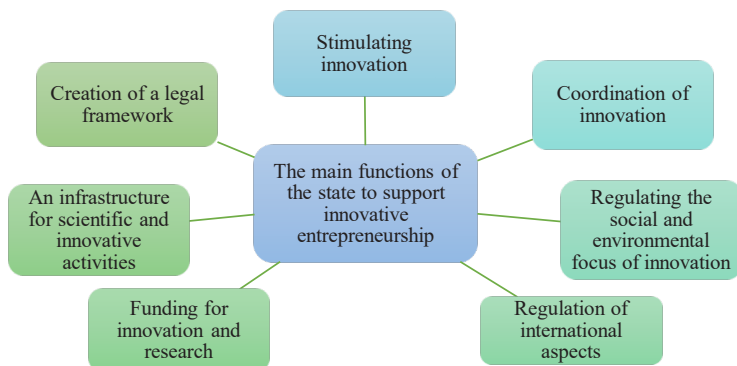 Stimulating
innovation
Creation of a legal
framework
Coordination of
innovation
The main functions of
the state to support
innovative
entrepreneurship
An infrastructure
for scientific and
innovative
activities
Regulating the
social and
environmental
focus of innovation
Funding for
innovation and
research
Regulation of
international
aspects